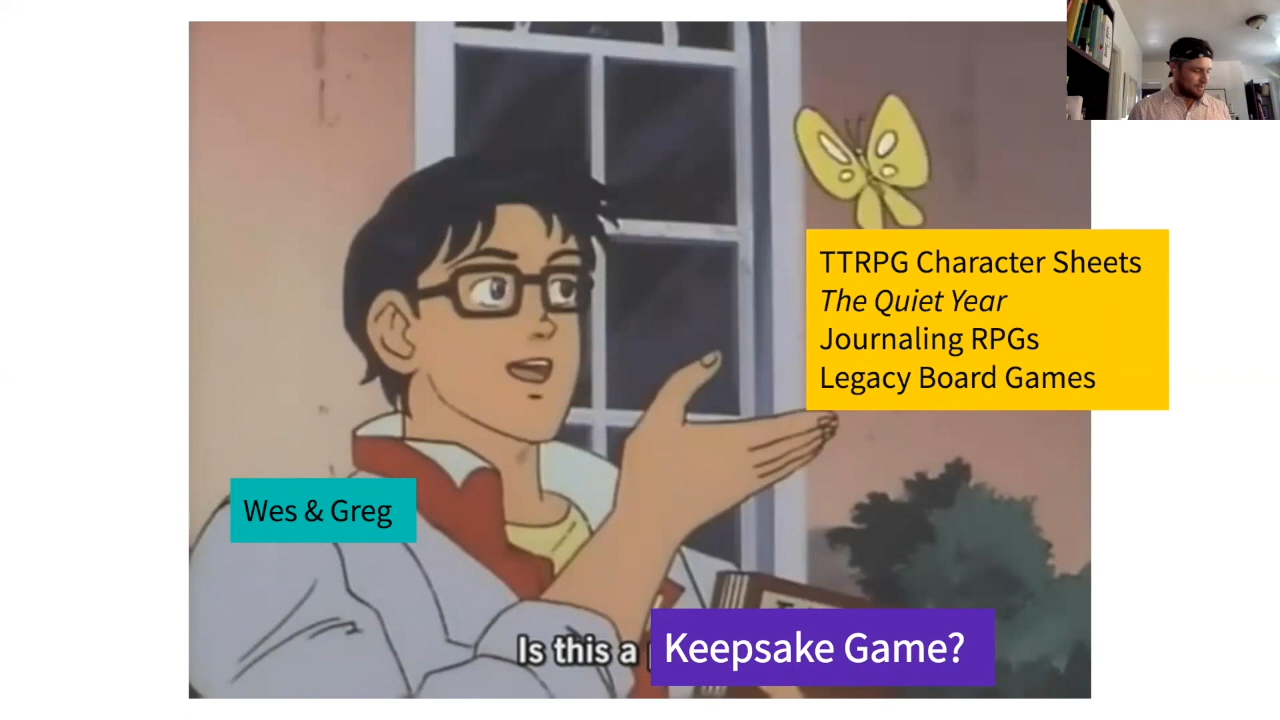 TTRPG Character Sheets
The Quiet Year
Journaling RPGs
Legacy Board Games
Wes & Greg
Is this a Keepsake Game?